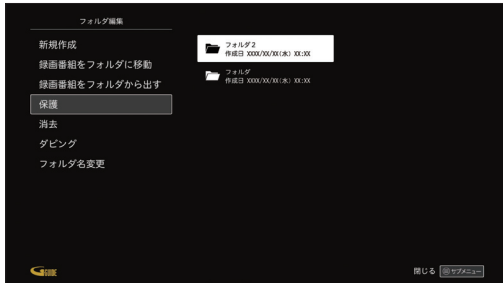 フォルダ編集
新規作成
録画番組をフォルダに移動
録画番組をフォルダから出す
保護
消去
ダビング
フォルダ名変更
フォルダ2
作成日 XXXX/XX/XX(水) XX:XX
フォルダ
作成日 XXXX/XX/XX(水) XX:XX
G GUIDE
閉じる サブメニュー